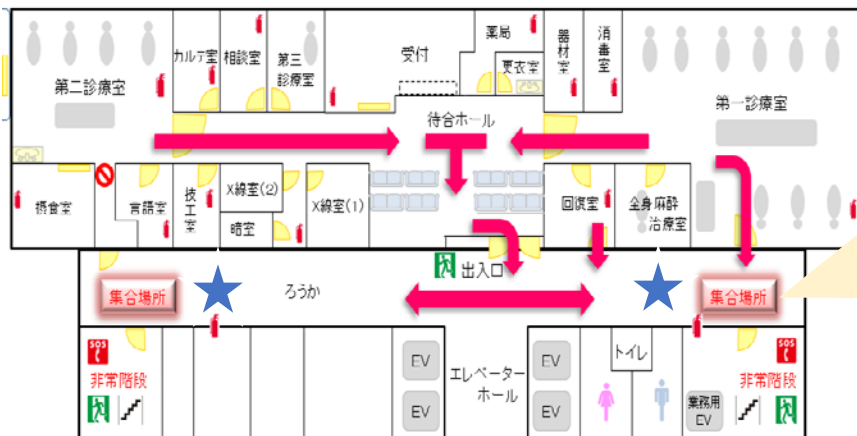 カルテ室
相談室
第三
診療室
受付
薬局
更衣室
器材室
消毒室
第二診療室
第一診療室
待合ホール
摂食室
言語室
技工室
X線室(2)
暗室
X線室(1)
回復室
全身麻酔
治療室
出入口
集合場所
ろうか
集合場所
SOS
非常階段
EV
EV
エレベーター
ホール
EV
EV
トイレ
業務用
EV
SOS
非常階段